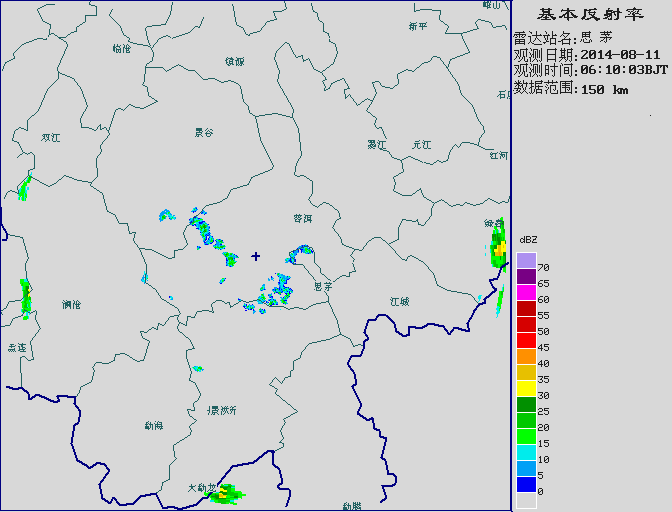 基本反射率
雷达站名:思 茅
观测日期:2014-08-11
观测时间:06:10:03BJT
数据范围:150 km
峨山
新平
临沧
镇源
石屏
双江
景谷
墨江
元江
红河
普洱
绿春
dBZ
70
65
60
55
50
45
40
35
30
25
20
15
10
5
0
思茅
江城
澜沧
孟连
勐海
大勐龙
勐腊